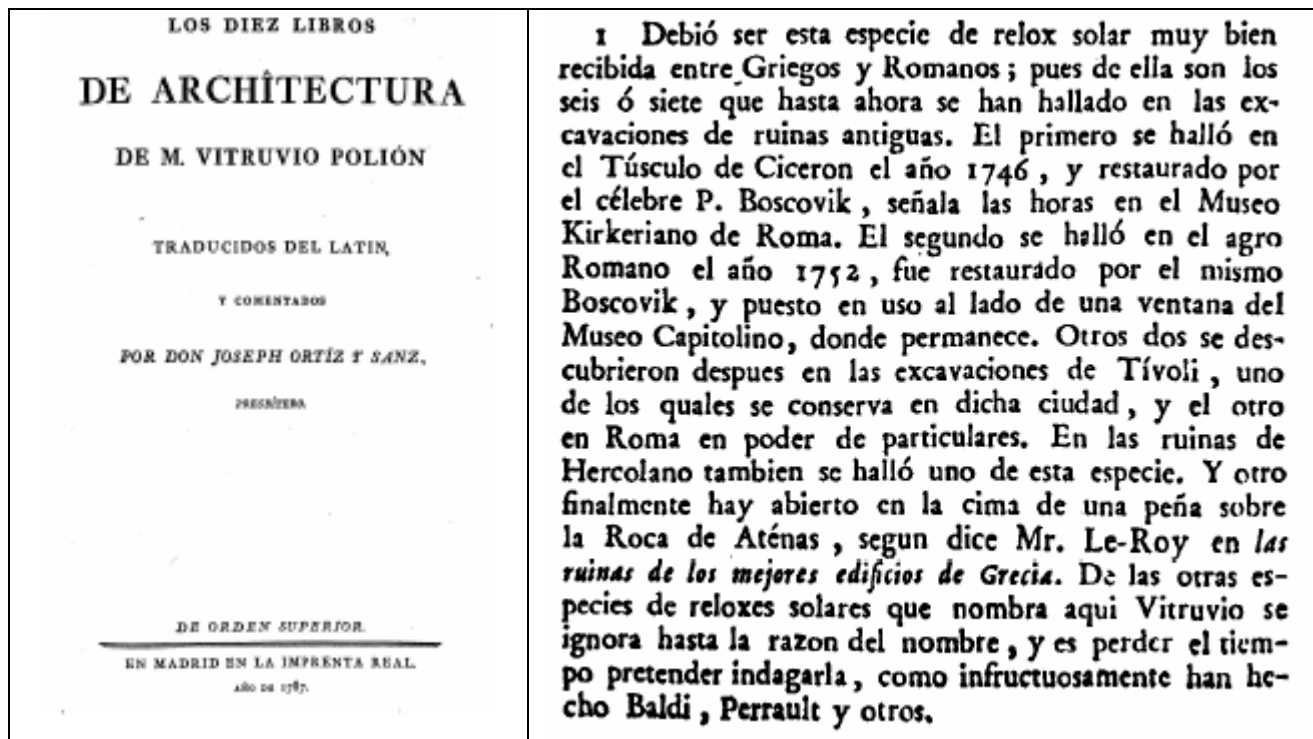 LOS DIEZ LIBROS
DE ARCHÎTECTURA
DE M. VITRUVIO POLIÓN
TRADUCIDOS DEL LATIN,
Y COMENTADOS
POR DON JOSEPH ORTÍZ Y SANZ,
PRESBÍTERO.
DE ORDEN SUPERIOR.
EN MADRID EN LA IMPRENTA REAL.
AÑO DE 1787.
1 Debió ser esta especie de relox solar muy bien
recibida entre Griegos y Romanos; pues de ella son los
seis ó siete que hasta ahora se han hallado en las ex-
cavaciones de ruinas antiguas. El primero se halló en
el Túsculo de Ciceron el año 1746, y restaurado por
el célebre P. Boscovik, señala las horas en el Museo
Kirkeriano de Roma. El segundo se halló en el agro
Romano el año 1752, fue restaurado por el mismo
Boscovik, y puesto en uso al lado de una ventana del
Museo Capitolino, donde permanece. Otros dos se des-
cubrieron despues en las excavaciones de Tívoli, uno
de los quales se conserva en dicha ciudad, y el otro
en Roma en poder de particulares. En las ruinas de
Hercolano tambien se halló uno de esta especie. Y otro
finalmente hay abierto en la cima de una peña sobre
la Roca de Aténas, segun dice Mr. Le-Roy en las
ruinas de los mejores edificios de Grecia. De las otras es-
pecies de reloxes solares que nombra aqui Vitruvio se
ignora hasta la razon del nombre, y es perder el tiem-
po pretender indagarla, como infructuosamente han he-
cho Baldi, Perrault y otros.